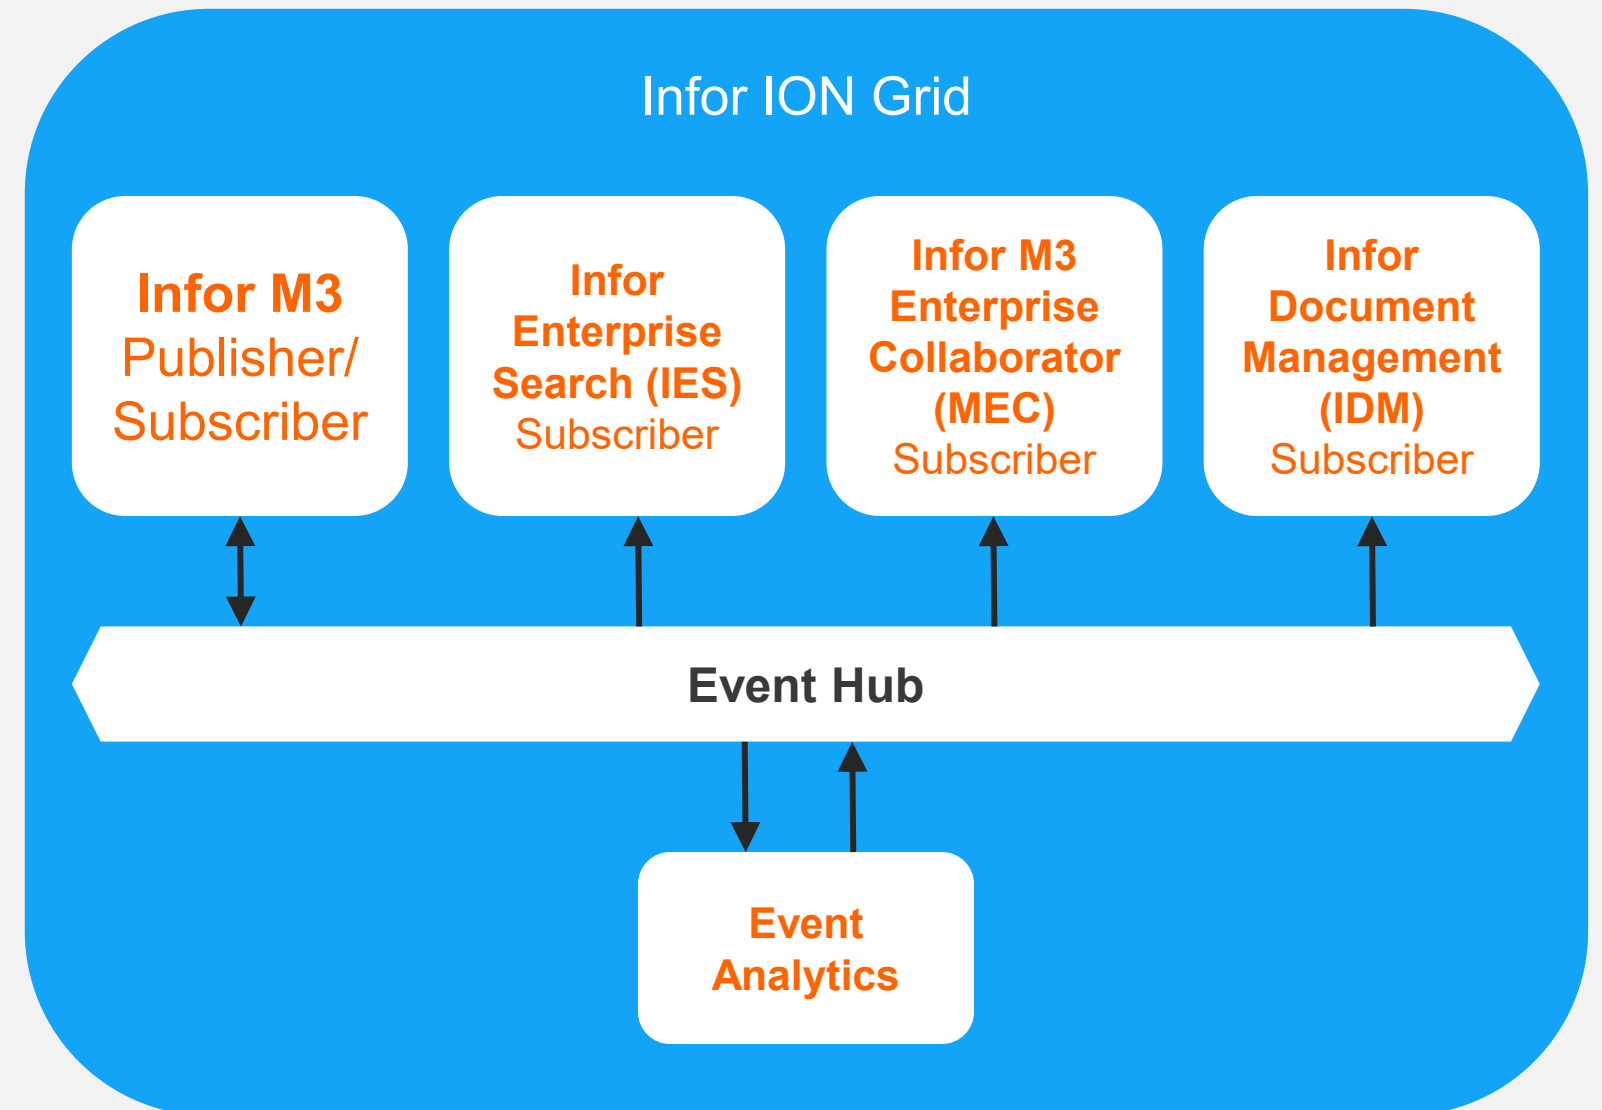 Infor ION Grid
Infor M3
Publisher/
Subscriber
Infor
Enterprise
Search (IES)
Subscriber
Infor M3
Enterprise
Collaborator
(MEC)
Subscriber
Infor
Document
Management
(IDM)
Subscriber
Event Hub
Event
Analytics